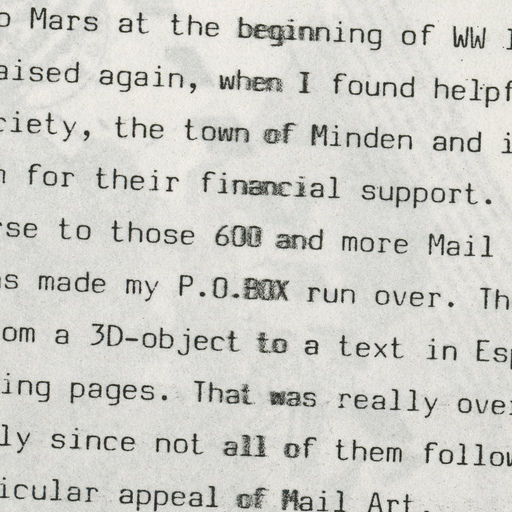 o Mars at the beginning of WW I
aised again, when I found helpf
ciety, the town of Minden and i
n for their financial support.
rse to those 600 and more Mail
as made my P.O.BOX run over. Th
om a 3D-object to a text in Esp
ing pages. That was really over
ly since not all of them follow
icular appeal of Mail Art.